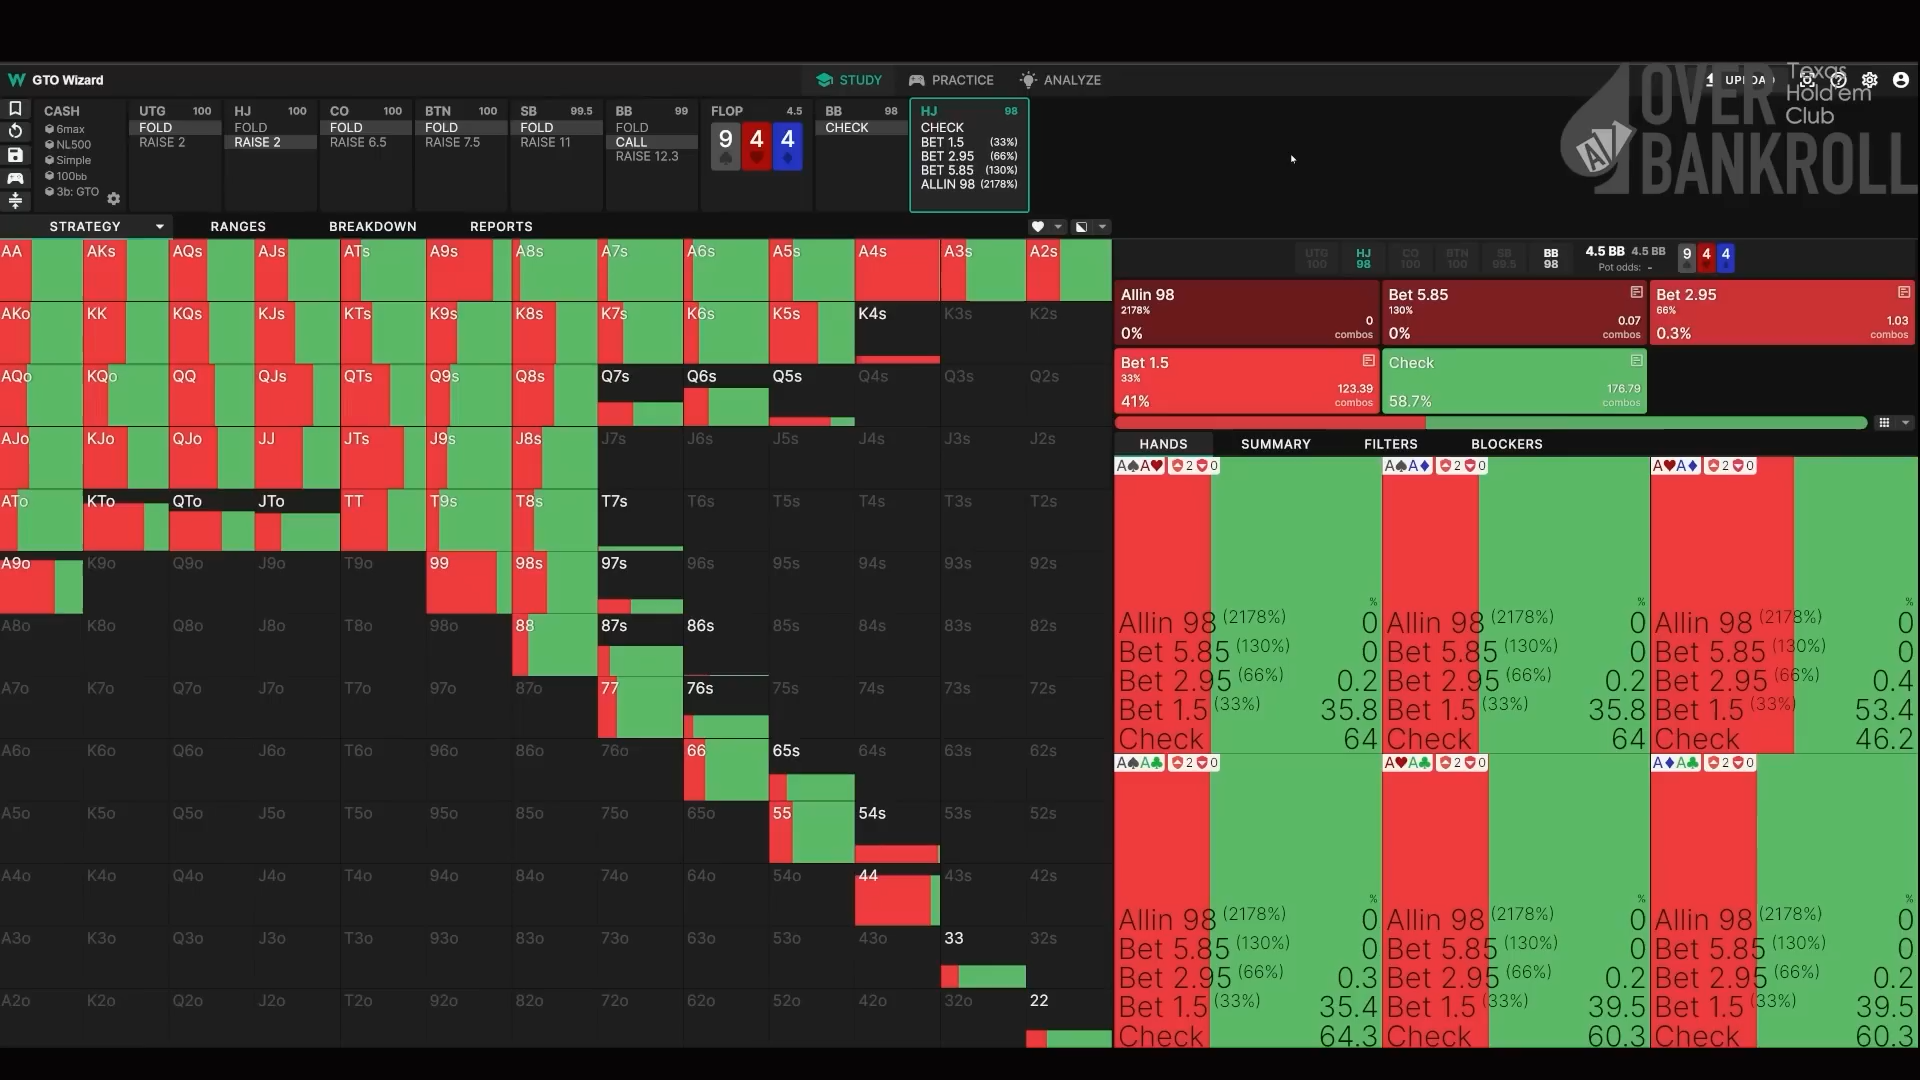 GTO Wizard
STUDY
PRACTICE
ANALYZE
UPLOAD
OVER
BANKROLL
Texas
Hold'em
Club
CASH
6max
NL500
Simple
100bb
3b: GTO
UTG 100
FOLD
RAISE 2
HJ 100
FOLD
RAISE 2
CO 100
FOLD
RAISE 6.5
BTN 100
FOLD
RAISE 7.5
SB 99.5
FOLD
RAISE 11
BB 99
FOLD
CALL
RAISE 12.3
FLOP 4.5
9 4 4
BB 98
CHECK
HJ 98
CHECK
BET 1.5 (33%)
BET 2.95 (66%)
BET 5.85 (130%)
ALLIN 98 (2178%)
STRATEGY
RANGES
BREAKDOWN
REPORTS
AA AKs AQs AJs ATs A9s A8s A7s A6s A5s A4s A3s A2s
AKo KK KQs KJs KTs K9s K8s K7s K6s K5s K4s K3s K2s
AQo KQo QQ QJs QTs Q9s Q8s Q7s Q6s Q5s Q4s Q3s Q2s
AJo KJo QJo JJ JTs J9s J8s J7s J6s J5s J4s J3s J2s
ATo KTo QTo JTo TT T9s T8s T7s T6s T5s T4s T3s T2s
A9o K9o Q9o J9o T9o 99 98s 97s 96s 95s 94s 93s 92s
A8o K8o Q8o J8o T8o 98o 88 87s 86s 85s 84s 83s 82s
A7o K7o Q7o J7o T7o 97o 87o 77 76s 75s 74s 73s 72s
A6o K6o Q6o J6o T6o 96o 86o 76o 66 65s 64s 63s 62s
A5o K5o Q5o J5o T5o 95o 85o 75o 65o 55 54s 53s 52s
A4o K4o Q4o J4o T4o 94o 84o 74o 64o 54o 44 43s 42s
A3o K3o Q3o J3o T3o 93o 83o 73o 63o 53o 43o 33 32s
A2o K2o Q2o J2o T2o 92o 82o 72o 62o 52o 42o 32o 22
UTG 100
HJ 98
CO 100
BTN 100
SB 99.5
BB 98
4.5 BB 4.5 BB
Pot odds: -
9 4 4
Allin 98
2178%
0
0% combos
Bet 5.85
130%
0.07
0% combos
Bet 2.95
66%
1.03
0.3% combos
Bet 1.5
33%
123.39
41% combos
Check
176.79
58.7% combos
HANDS
SUMMARY
FILTERS
BLOCKERS
A♠A♥ 2 0
%
Allin 98 (2178%) 0
Bet 5.85 (130%) 0
Bet 2.95 (66%) 0.2
Bet 1.5 (33%) 35.8
Check 64
A♠A♦ 2 0
%
Allin 98 (2178%) 0
Bet 5.85 (130%) 0
Bet 2.95 (66%) 0.2
Bet 1.5 (33%) 35.8
Check 64
A♥A♦ 2 0
%
Allin 98 (2178%) 0
Bet 5.85 (130%) 0
Bet 2.95 (66%) 0.4
Bet 1.5 (33%) 53.4
Check 46.2
A♠A♣ 2 0
%
Allin 98 (2178%) 0
Bet 5.85 (130%) 0
Bet 2.95 (66%) 0.3
Bet 1.5 (33%) 35.4
Check 64.3
A♥A♣ 2 0
%
Allin 98 (2178%) 0
Bet 5.85 (130%) 0
Bet 2.95 (66%) 0.2
Bet 1.5 (33%) 39.5
Check 60.3
A♦A♣ 2 0
%
Allin 98 (2178%) 0
Bet 5.85 (130%) 0
Bet 2.95 (66%) 0.2
Bet 1.5 (33%) 39.5
Check 60.3